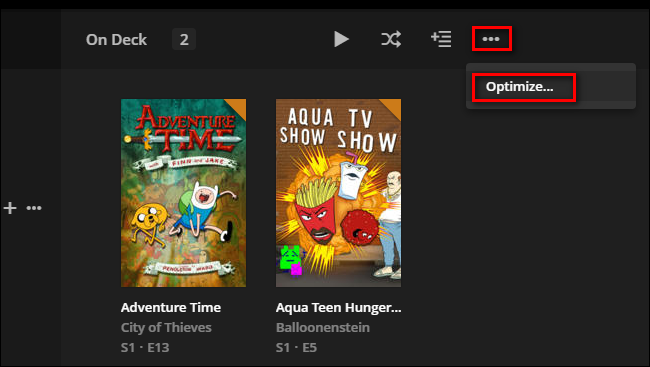 On Deck 2
Optimize...
ADVENTURE
TIME
WITH FINN AND JAKE
PENDLETON WARD
AQUA TV
SHOW SHOW
Adventure Time
City of Thieves
S1 · E13
Aqua Teen Hunger...
Balloonenstein
S1 · E5